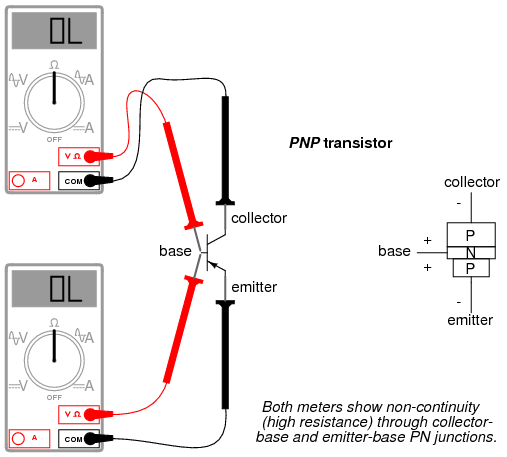 OL
Ω
V
A
V
A
OFF
V Ω
A
COM
PNP transistor
collector
base
emitter
collector
-
P
+
base
N
+
P
-
emitter
OL
Ω
V
A
V
A
OFF
V Ω
A
COM
Both meters show non-continuity
(high resistance) through collector-
base and emitter-base PN junctions.